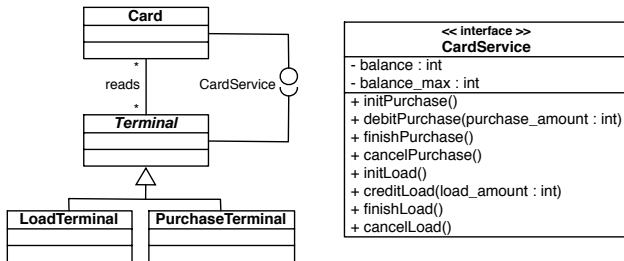 Card
*
reads
CardService
*
Terminal
LoadTerminal
PurchaseTerminal
<< interface >>
CardService
- balance : int
- balance_max : int
+ initPurchase()
+ debitPurchase(purchase_amount : int)
+ finishPurchase()
+ cancelPurchase()
+ initLoad()
+ creditLoad(load_amount : int)
+ finishLoad()
+ cancelLoad()